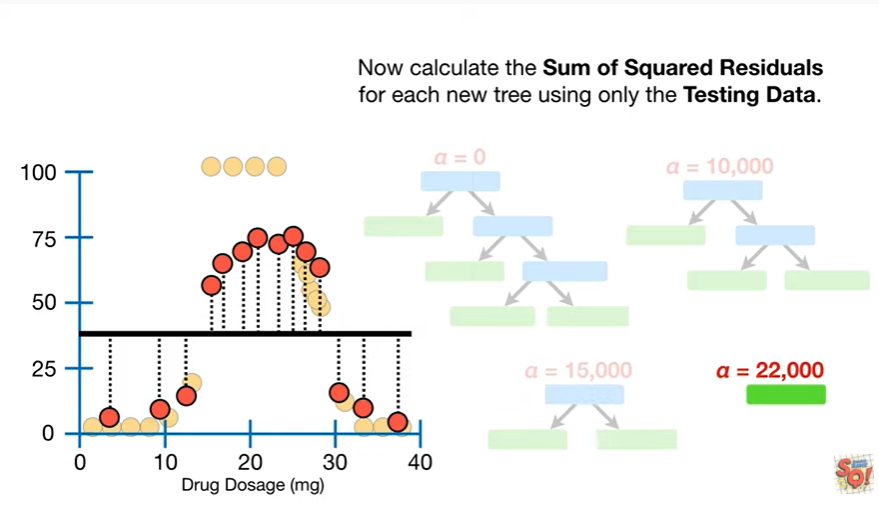 Now calculate the Sum of Squared Residuals
for each new tree using only the Testing Data.
100
75
50
25
0
0
10
20
30
40
Drug Dosage (mg)
α = 0
α = 10,000
α = 15,000
α = 22,000
SQ!